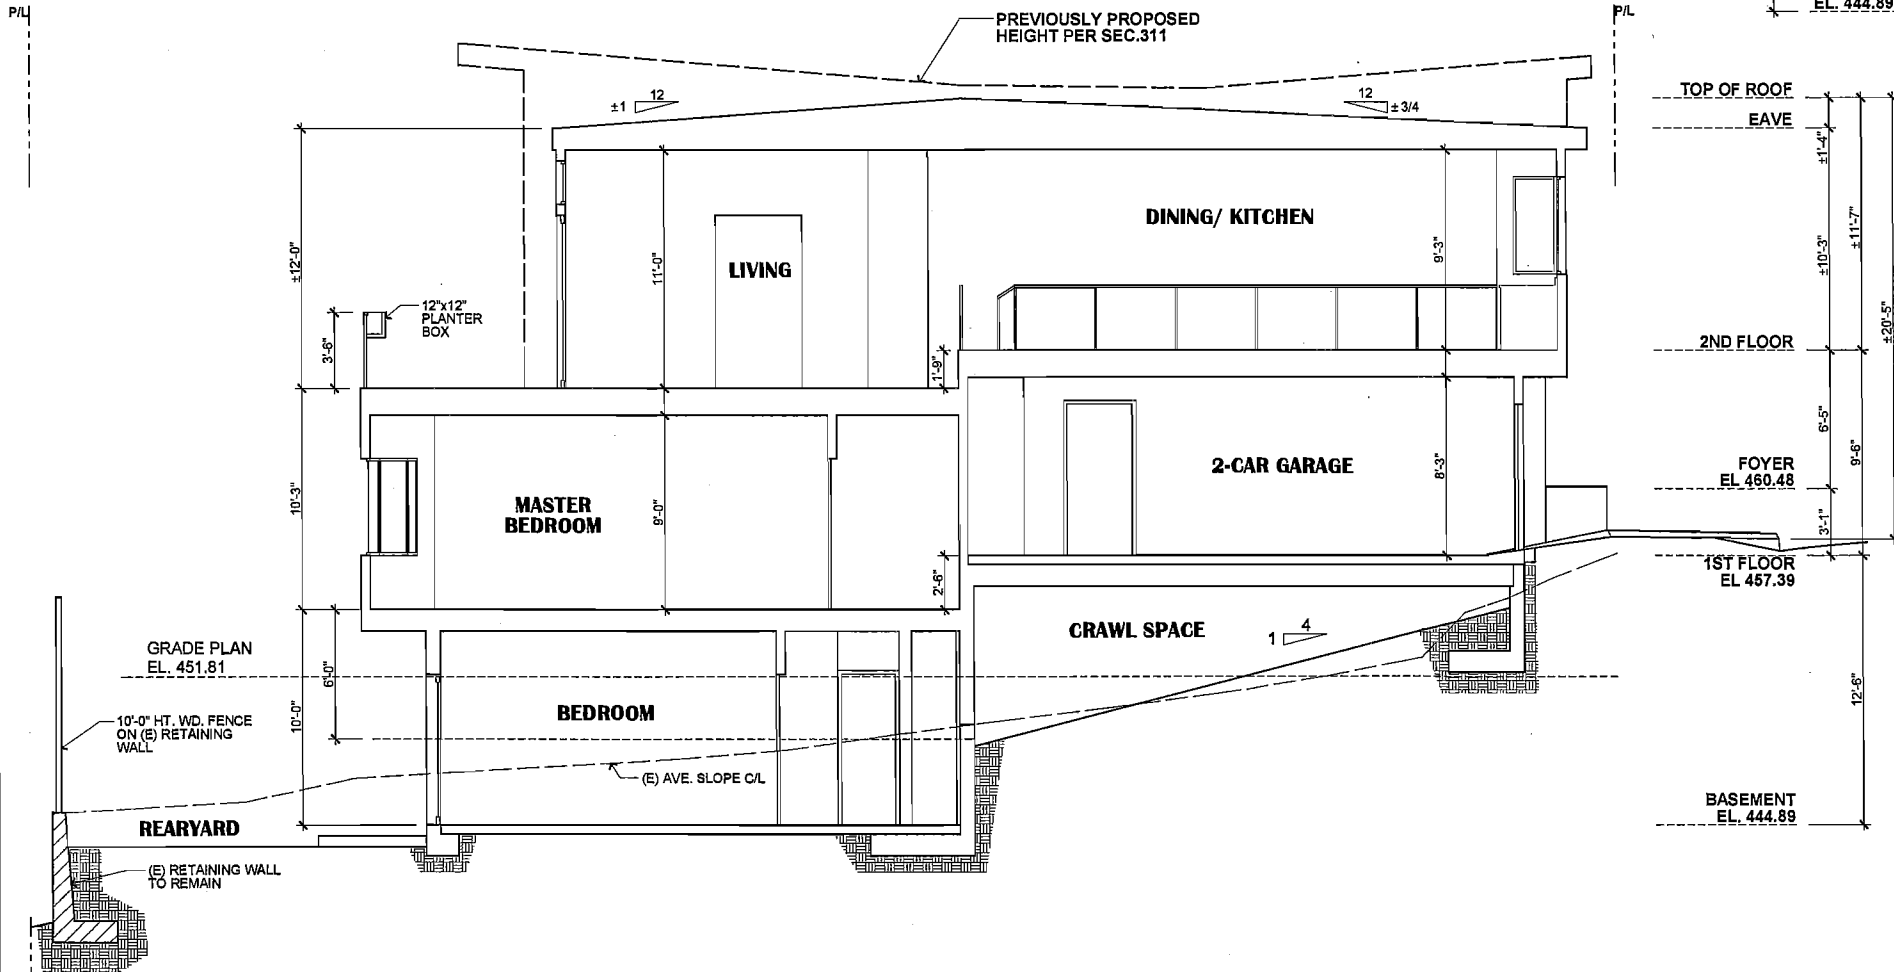 P/L
PREVIOUSLY PROPOSED
HEIGHT PER SEC.311
P/L
EL. 444.89
12
±1
12
± 3/4
TOP OF ROOF
EAVE
±1'-4"
±12'-0"
11'-0"
LIVING
DINING/ KITCHEN
9'-3"
±10'-3"
±11'-7"
±20'-5"
12"x12"
PLANTER
BOX
3'-6"
1'-9"
2ND FLOOR
6'-5"
9'-6"
10'-3"
MASTER
BEDROOM
9'-0"
2-CAR GARAGE
8'-3"
FOYER
EL 460.48
3'-1"
2'-6"
1ST FLOOR
EL 457.39
GRADE PLAN
EL. 451.81
6'-0"
CRAWL SPACE
1
4
10'-0" HT. WD. FENCE
ON (E) RETAINING
WALL
10'-0"
BEDROOM
12'-6"
(E) AVE. SLOPE C/L
REARYARD
BASEMENT
EL. 444.89
(E) RETAINING WALL
TO REMAIN